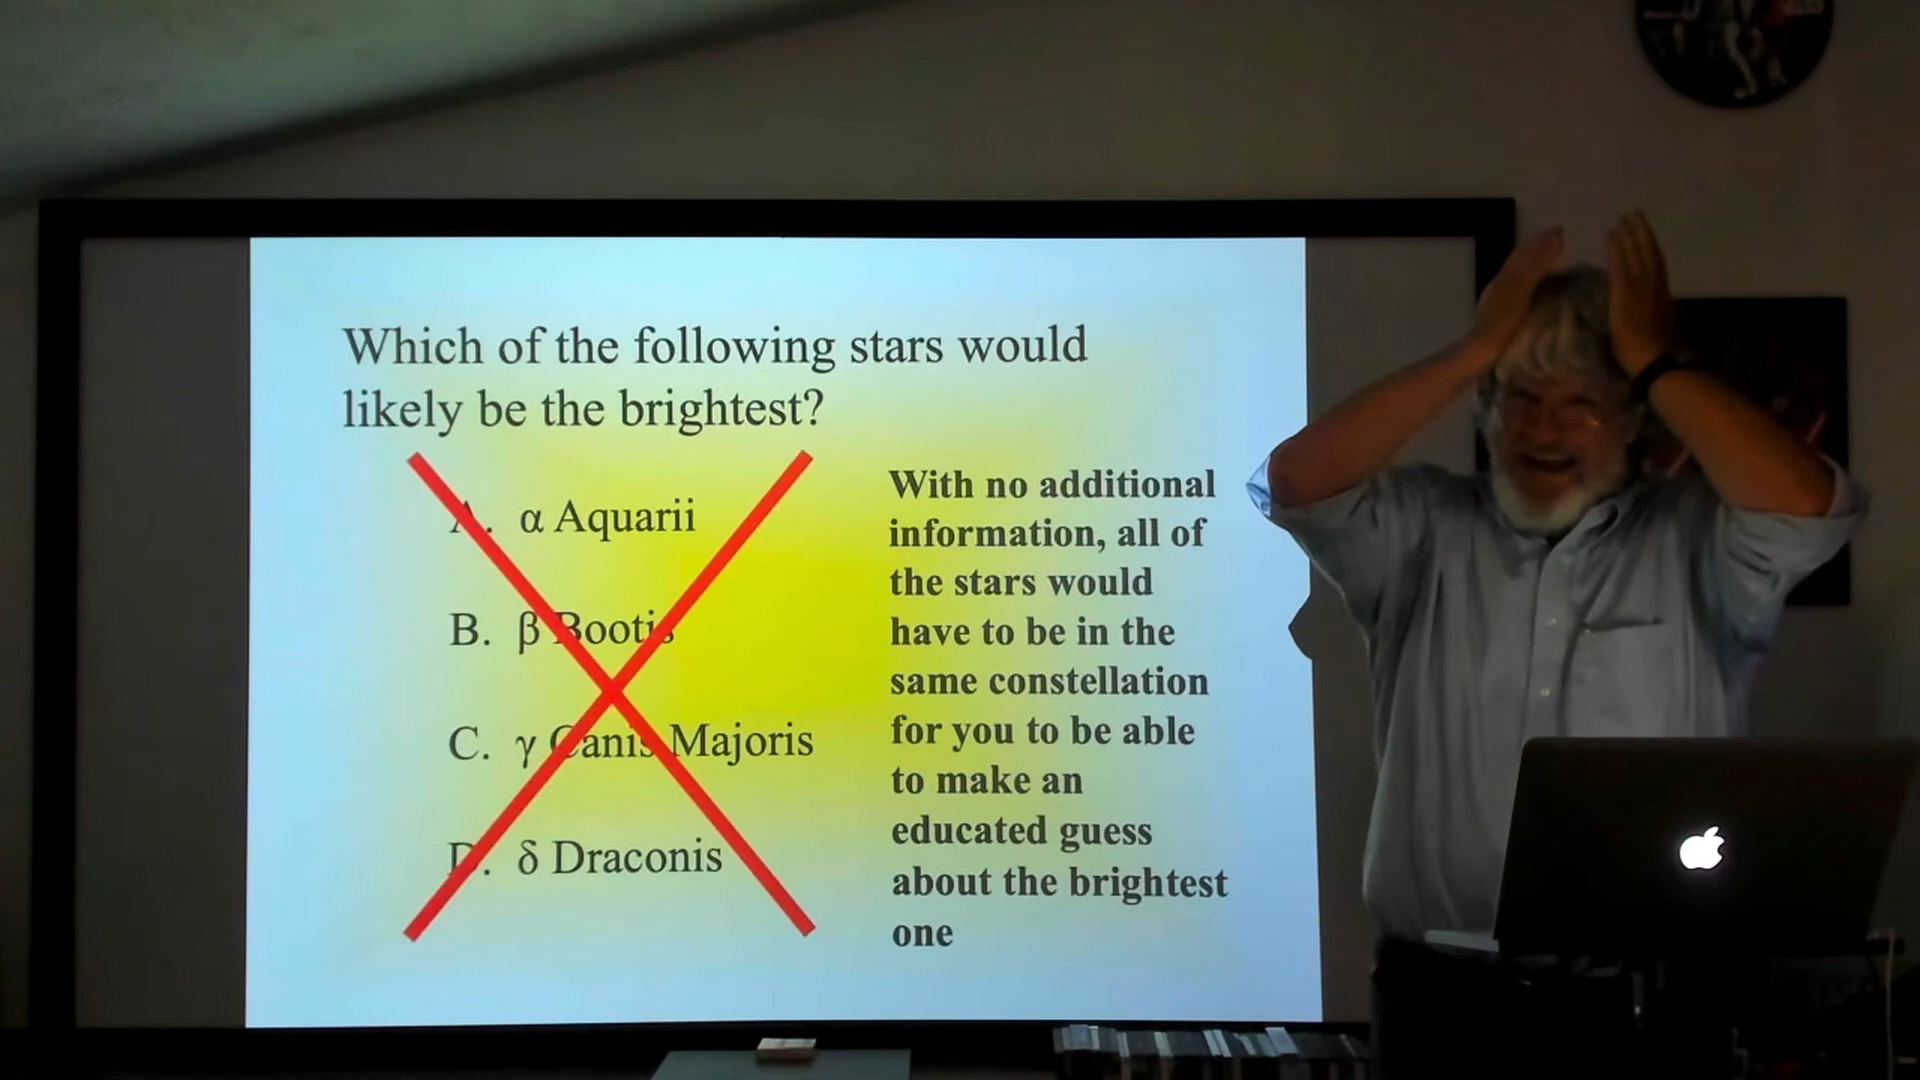 Which of the following stars would
likely be the brightest?
A. α Aquarii
B. β Bootis
C. γ Canis Majoris
D. δ Draconis
With no additional
information, all of
the stars would
have to be in the
same constellation
for you to be able
to make an
educated guess
about the brightest
one